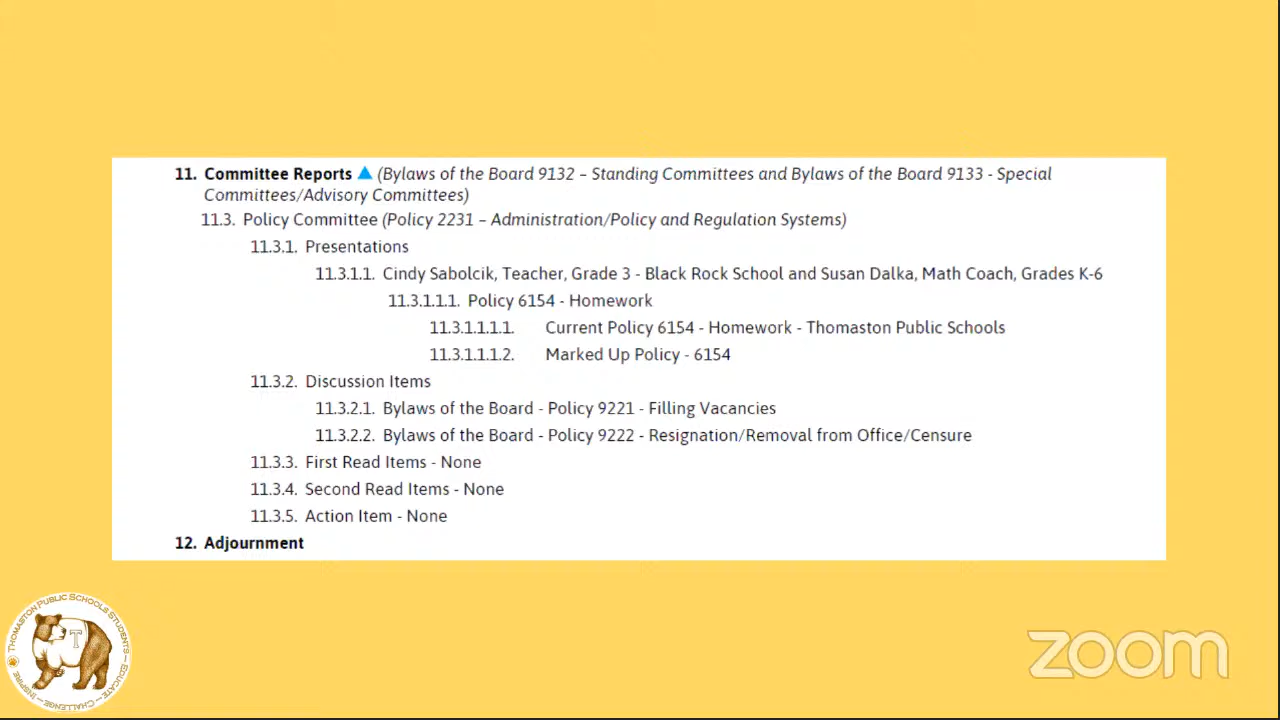 11. Committee Reports (Bylaws of the Board 9132 – Standing Committees and Bylaws of the Board 9133 - Special
Committees/Advisory Committees)
11.3. Policy Committee (Policy 2231 – Administration/Policy and Regulation Systems)
11.3.1. Presentations
11.3.1.1. Cindy Sabolcik, Teacher, Grade 3 - Black Rock School and Susan Dalka, Math Coach, Grades K-6
11.3.1.1.1. Policy 6154 - Homework
11.3.1.1.1.1. Current Policy 6154 - Homework - Thomaston Public Schools
11.3.1.1.1.2. Marked Up Policy - 6154
11.3.2. Discussion Items
11.3.2.1. Bylaws of the Board - Policy 9221 - Filling Vacancies
11.3.2.2. Bylaws of the Board - Policy 9222 - Resignation/Removal from Office/Censure
11.3.3. First Read Items - None
11.3.4. Second Read Items - None
11.3.5. Action Item - None
12. Adjournment
Thomaston Public Schools Students
T
Inspire – Challenge – Educate
zoom